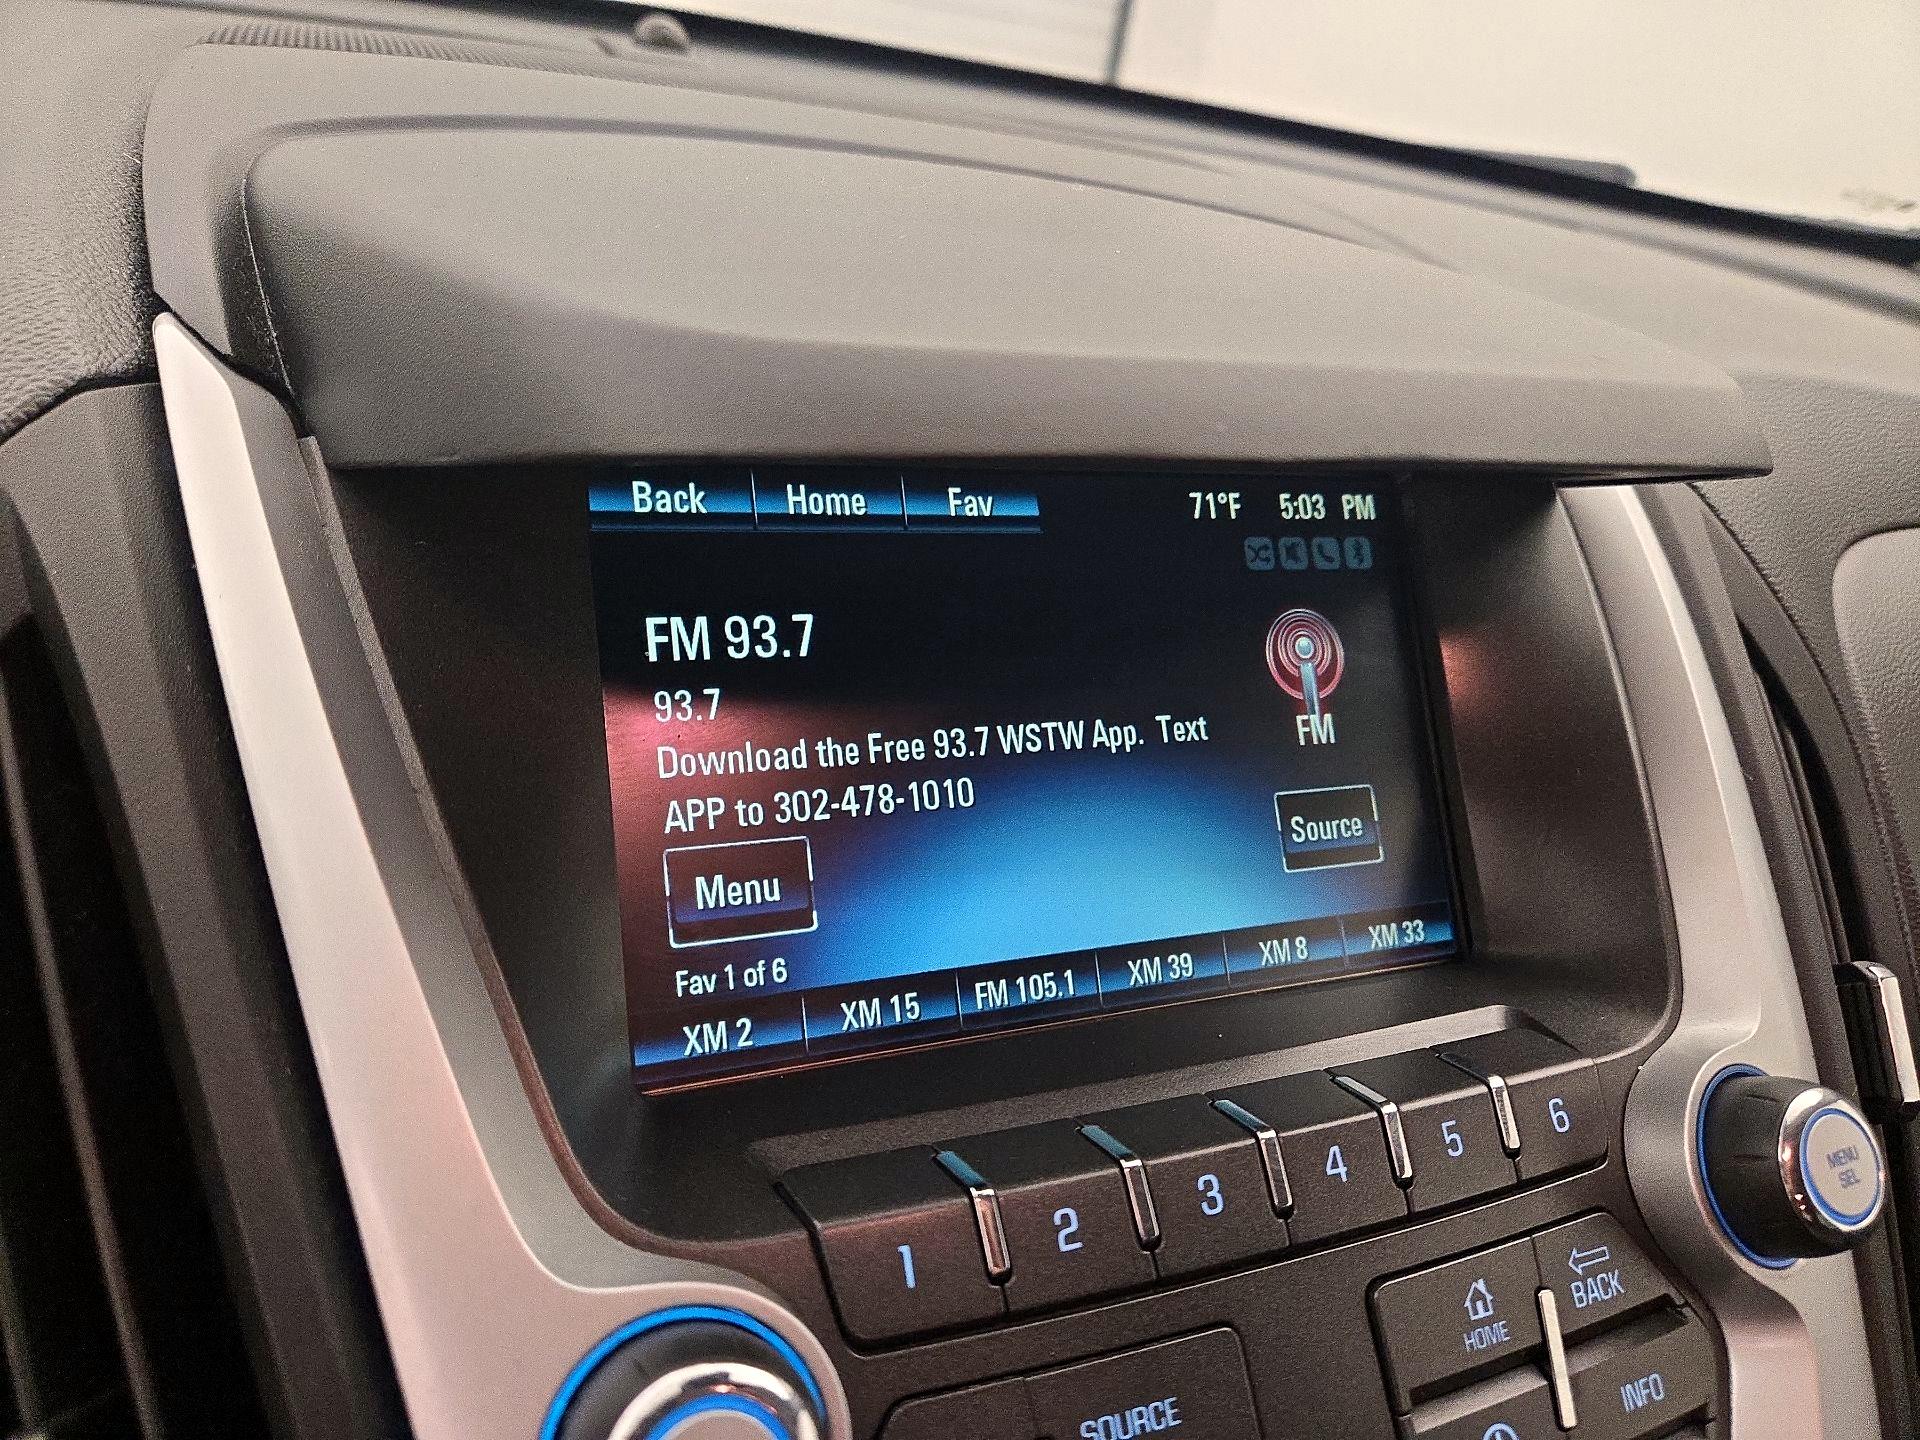 Back Home Fav 71°F 5:03 PM
FM 93.7
93.7
Download the Free 93.7 WSTW App. Text
APP to 302-478-1010
FM
Source
Menu
Fav 1 of 6
XM 2 XM 15 FM 105.1 XM 39 XM 8 XM 33
1 2 3 4 5 6
MENU
SEL
HOME
BACK
SOURCE
INFO